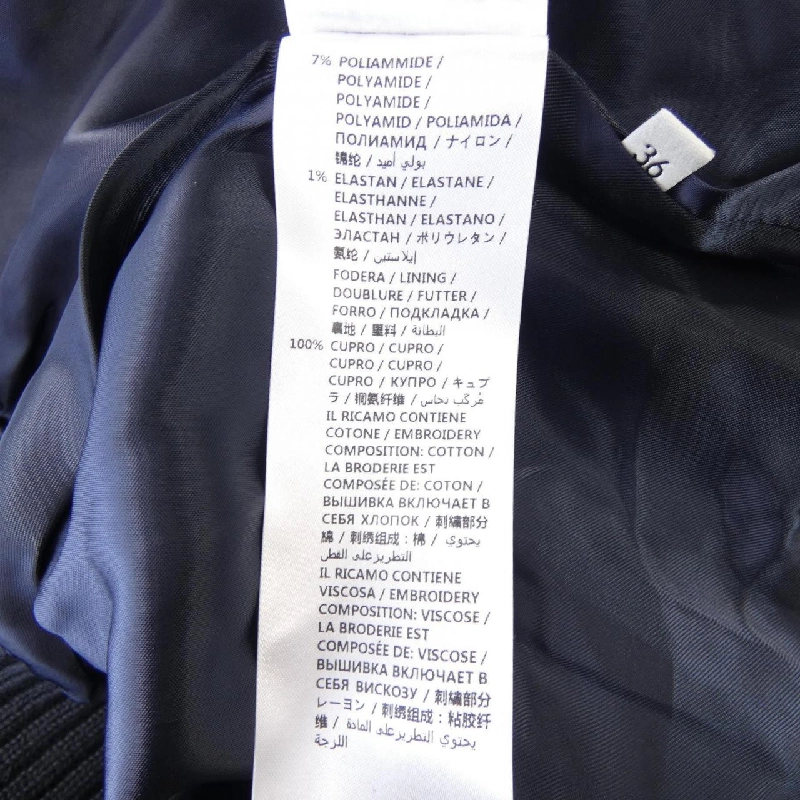 7% POLIAMMIDE /
POLYAMIDE /
POLYAMIDE /
POLYAMID / POLIAMIDA /
ПОЛИАМИД / ナイロン /
锦纶 / بولي أميد /
1% ELASTAN / ELASTANE /
ELASTHANNE /
ELASTHAN / ELASTANO /
ЭЛАСТАН / ポリウレタン /
氨纶 / إيلاستين /
FODERA / LINING /
DOUBLURE / FUTTER /
FORRO / ПОДКЛАДКА /
裏地 / 里料 / البطانة /
100% CUPRO / CUPRO /
CUPRO / CUPRO /
CUPRO / КУПРО / キュプ
ラ / 铜氨纤维 / مُركّب نحاس /
IL RICAMO CONTIENE
COTONE / EMBROIDERY
COMPOSITION: COTTON /
LA BRODERIE EST
COMPOSÉE DE: COTON /
ВЫШИВКА ВКЛЮЧАЕТ В
СЕБЯ ХЛОПОК / 刺繍部分
綿 / 刺绣组成：棉 / يحتوي
التطريز على القطن
IL RICAMO CONTIENE
VISCOSA / EMBROIDERY
COMPOSITION: VISCOSE /
LA BRODERIE EST
COMPOSÉE DE: VISCOSE /
ВЫШИВКА ВКЛЮЧАЕТ В
СЕБЯ ВИСКОЗУ / 刺繍部分
レーヨン / 刺绣组成：粘胶纤
维 / يحتوي التطريز على المادة
اللزجة
36